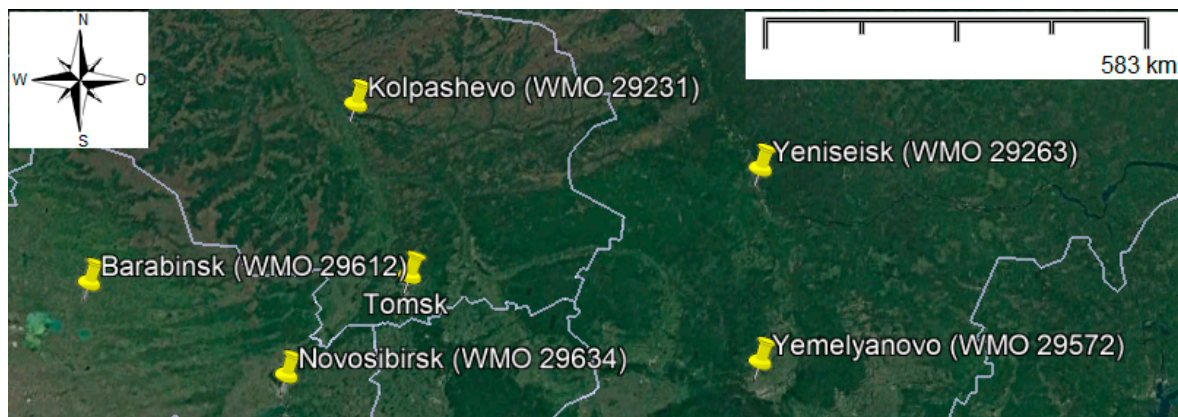 N
W O
S
583 km
Kolpashevo (WMO 29231)
Yeniseisk (WMO 29263)
Barabinsk (WMO 29612)
Tomsk
Novosibirsk (WMO 29634)
Yemelyanovo (WMO 29572)